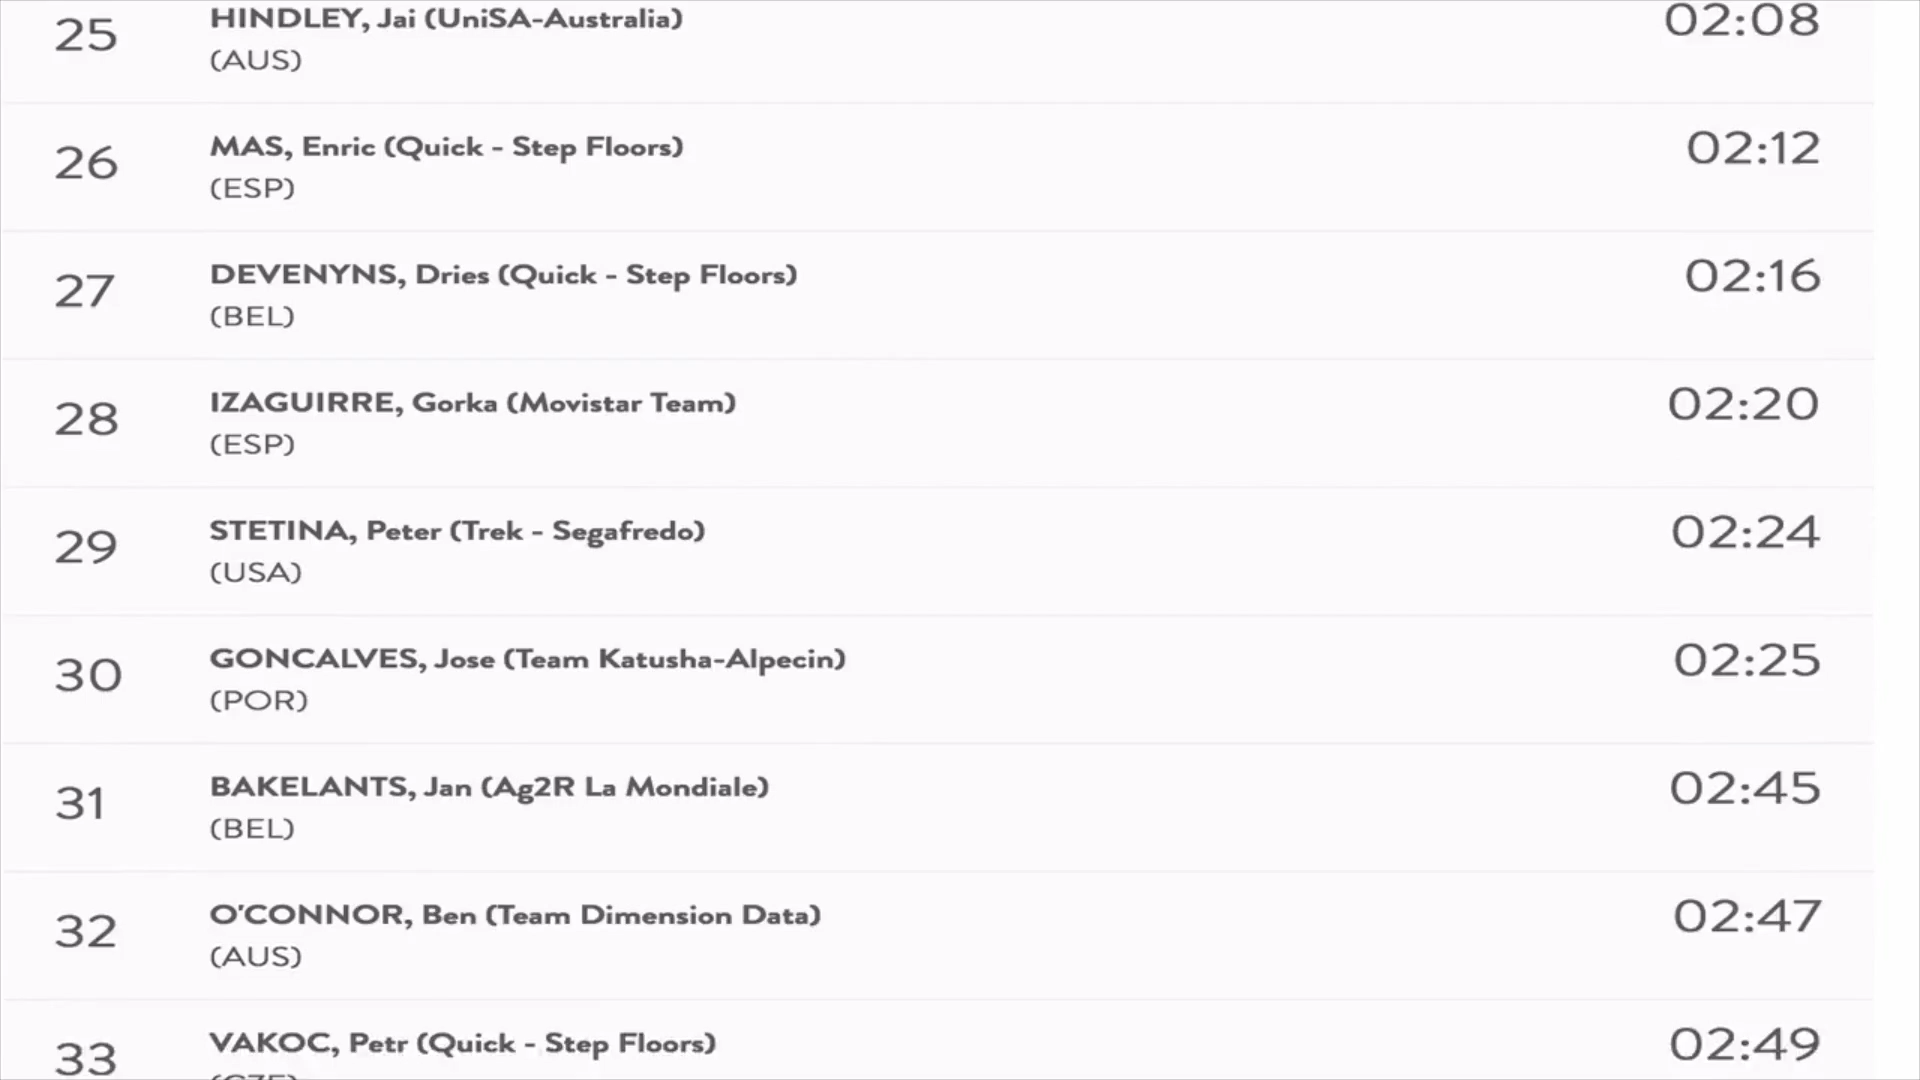 25
HINDLEY, Jai (UniSA-Australia)
(AUS)
02:08
26
MAS, Enric (Quick - Step Floors)
(ESP)
02:12
27
DEVENYNS, Dries (Quick - Step Floors)
(BEL)
02:16
28
IZAGUIRRE, Gorka (Movistar Team)
(ESP)
02:20
29
STETINA, Peter (Trek - Segafredo)
(USA)
02:24
30
GONCALVES, Jose (Team Katusha-Alpecin)
(POR)
02:25
31
BAKELANTS, Jan (Ag2R La Mondiale)
(BEL)
02:45
32
O'CONNOR, Ben (Team Dimension Data)
(AUS)
02:47
33
VAKOC, Petr (Quick - Step Floors)
02:49